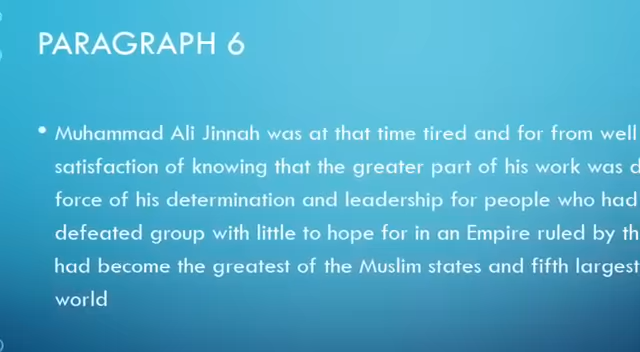 PARAGRAPH 6
• Muhammad Ali Jinnah was at that time tired and for from well
satisfaction of knowing that the greater part of his work was
force of his determination and leadership for people who had
defeated group with little to hope for in an Empire ruled by
had become the greatest of the Muslim states and fifth largest
world